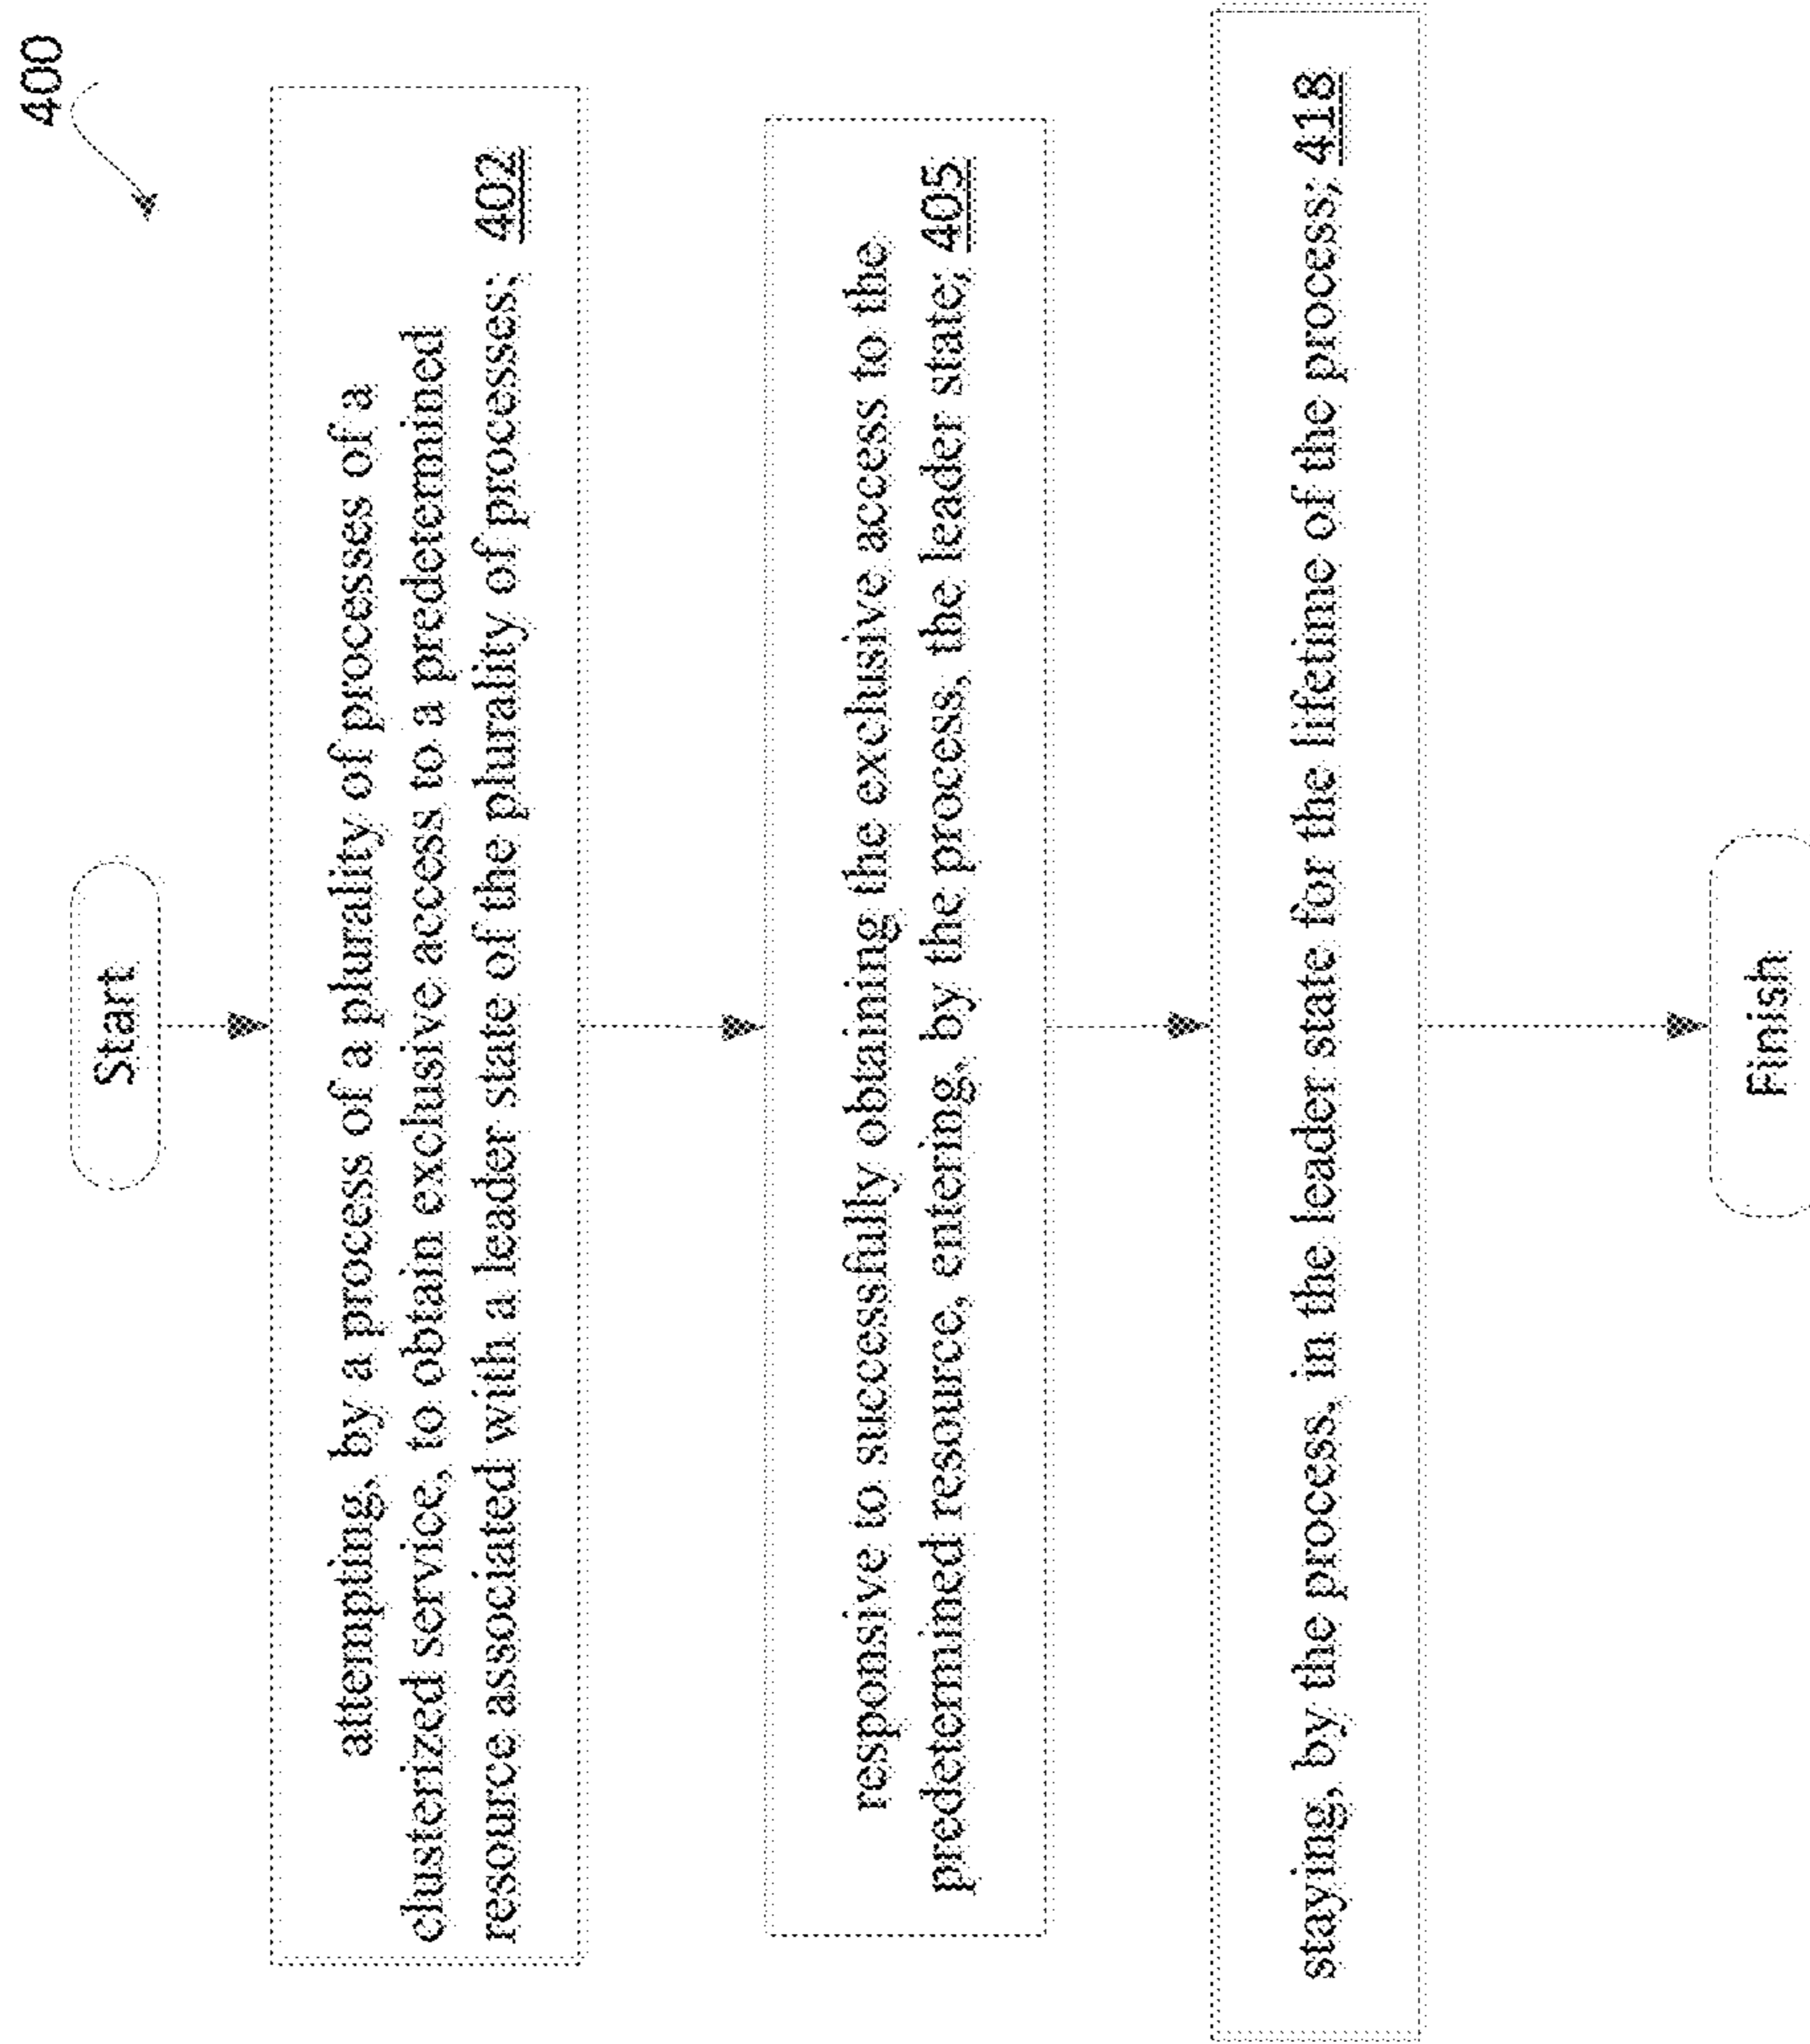 400
Start
attempting, by a process of a plurality of processes of a
clusterized service, to obtain exclusive access to a predetermined
resource associated with a leader state of the plurality of processes; 402
responsive to successfully obtaining the exclusive access to the
predetermined resource, entering, by the process, the leader state; 405
staying, by the process, in the leader state for the lifetime of the process; 418
Finish